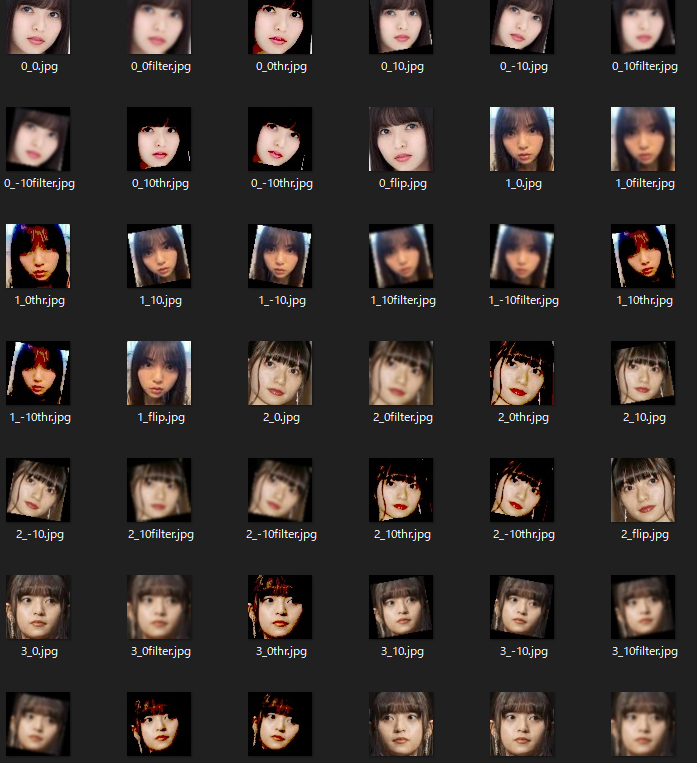 0_0.jpg 0_0filter.jpg 0_0thr.jpg 0_10.jpg 0_-10.jpg 0_10filter.jpg
0_-10filter.jpg 0_10thr.jpg 0_-10thr.jpg 0_flip.jpg 1_0.jpg 1_0filter.jpg
1_0thr.jpg 1_10.jpg 1_-10.jpg 1_10filter.jpg 1_-10filter.jpg 1_10thr.jpg
1_-10thr.jpg 1_flip.jpg 2_0.jpg 2_0filter.jpg 2_0thr.jpg 2_10.jpg
2_-10.jpg 2_10filter.jpg 2_-10filter.jpg 2_10thr.jpg 2_-10thr.jpg 2_flip.jpg
3_0.jpg 3_0filter.jpg 3_0thr.jpg 3_10.jpg 3_-10.jpg 3_10filter.jpg